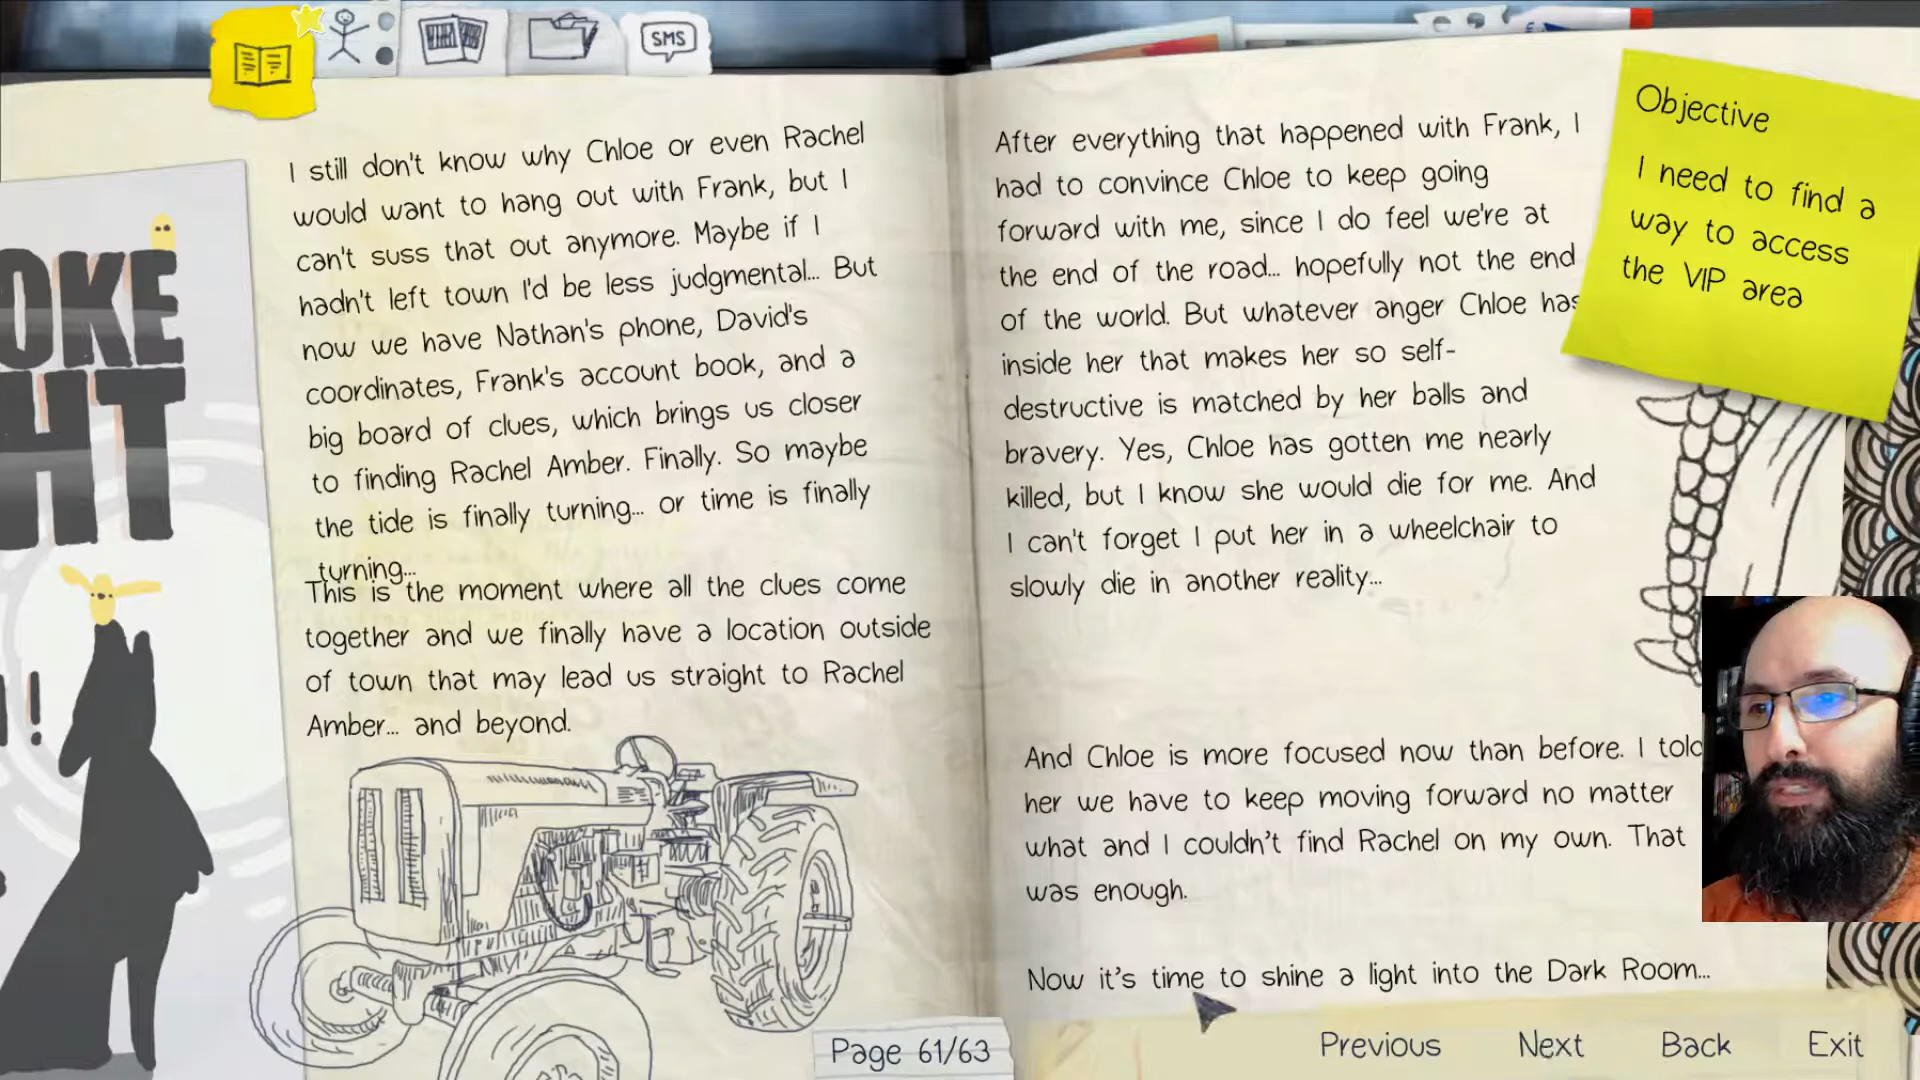 SMS
Objective
I need to find a
way to access
the VIP area
OKE
HT
!
I still don't know why Chloe or even Rachel
would want to hang out with Frank, but I
can't suss that out anymore. Maybe if I
hadn't left town I'd be less judgmental... But
now we have Nathan's phone, David's
coordinates, Frank's account book, and a
big board of clues, which brings us closer
to finding Rachel Amber. Finally. So maybe
the tide is finally turning... or time is finally
turning...
This is the moment where all the clues come
together and we finally have a location outside
of town that may lead us straight to Rachel
Amber... and beyond.
After everything that happened with Frank, I
had to convince Chloe to keep going
forward with me, since I do feel we're at
the end of the road... hopefully not the end
of the world. But whatever anger Chloe has
inside her that makes her so self-
destructive is matched by her balls and
bravery. Yes, Chloe has gotten me nearly
killed, but I know she would die for me. And
I can't forget I put her in a wheelchair to
slowly die in another reality...
And Chloe is more focused now than before. I told
her we have to keep moving forward no matter
what and I couldn't find Rachel on my own. That
was enough.
Now it's time to shine a light into the Dark Room...
Page 61/63
Previous
Next
Back
Exit